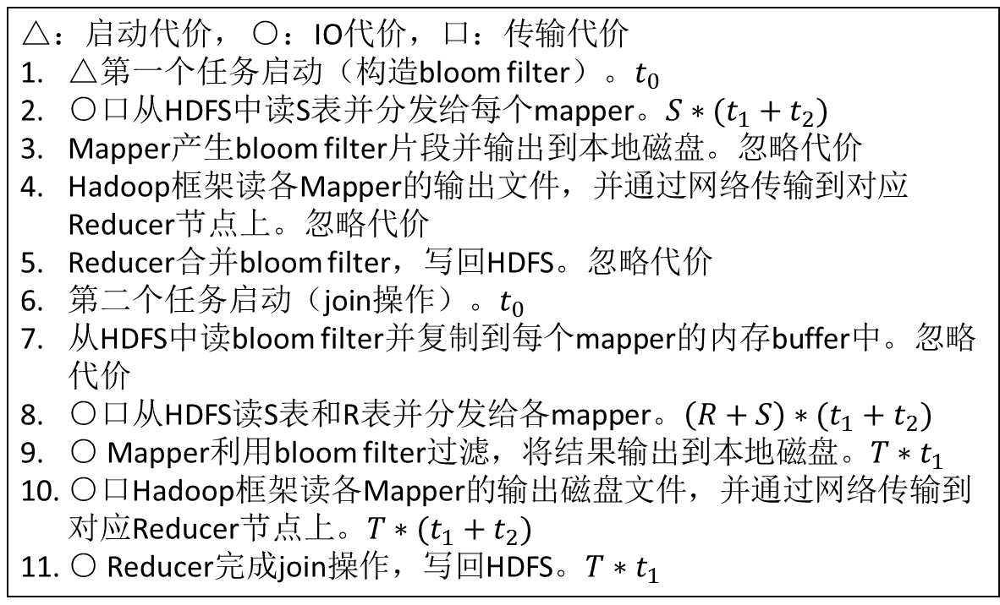 △：启动代价，〇：IO代价，口：传输代价
1. △第一个任务启动（构造bloom filter）。t₀
2. 〇口从HDFS中读S表并分发给每个mapper。S ∗ (t₁ + t₂)
3. Mapper产生bloom filter片段并输出到本地磁盘。忽略代价
4. Hadoop框架读各Mapper的输出文件，并通过网络传输到对应
Reducer节点上。忽略代价
5. Reducer合并bloom filter，写回HDFS。忽略代价
6. 第二个任务启动（join操作）。t₀
7. 从HDFS中读bloom filter并复制到每个mapper的内存buffer中。忽略
代价
8. 〇口从HDFS读S表和R表并分发给各mapper。(R + S) ∗ (t₁ + t₂)
9. 〇 Mapper利用bloom filter过滤，将结果输出到本地磁盘。T ∗ t₁
10. 〇口Hadoop框架读各Mapper的输出磁盘文件，并通过网络传输到
对应Reducer节点上。T ∗ (t₁ + t₂)
11. 〇 Reducer完成join操作，写回HDFS。T ∗ t₁